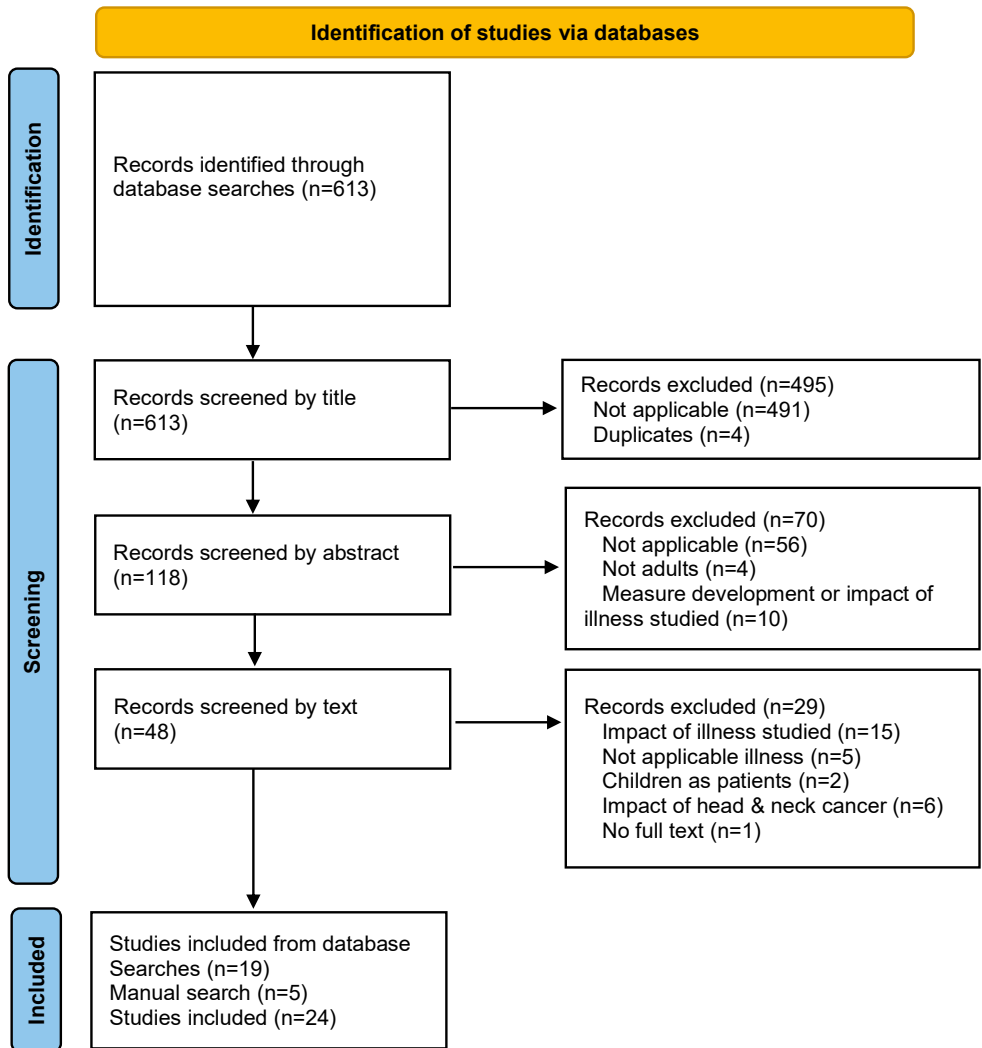 Identification of studies via databases
Identification
Records identified through
database searches (n=613)
Screening
Records screened by title
(n=613)
Records excluded (n=495)
Not applicable (n=491)
Duplicates (n=4)
Records screened by abstract
(n=118)
Records excluded (n=70)
Not applicable (n=56)
Not adults (n=4)
Measure development or impact of
illness studied (n=10)
Records screened by text
(n=48)
Records excluded (n=29)
Impact of illness studied (n=15)
Not applicable illness (n=5)
Children as patients (n=2)
Impact of head & neck cancer (n=6)
No full text (n=1)
Included
Studies included from database
Searches (n=19)
Manual search (n=5)
Studies included (n=24)